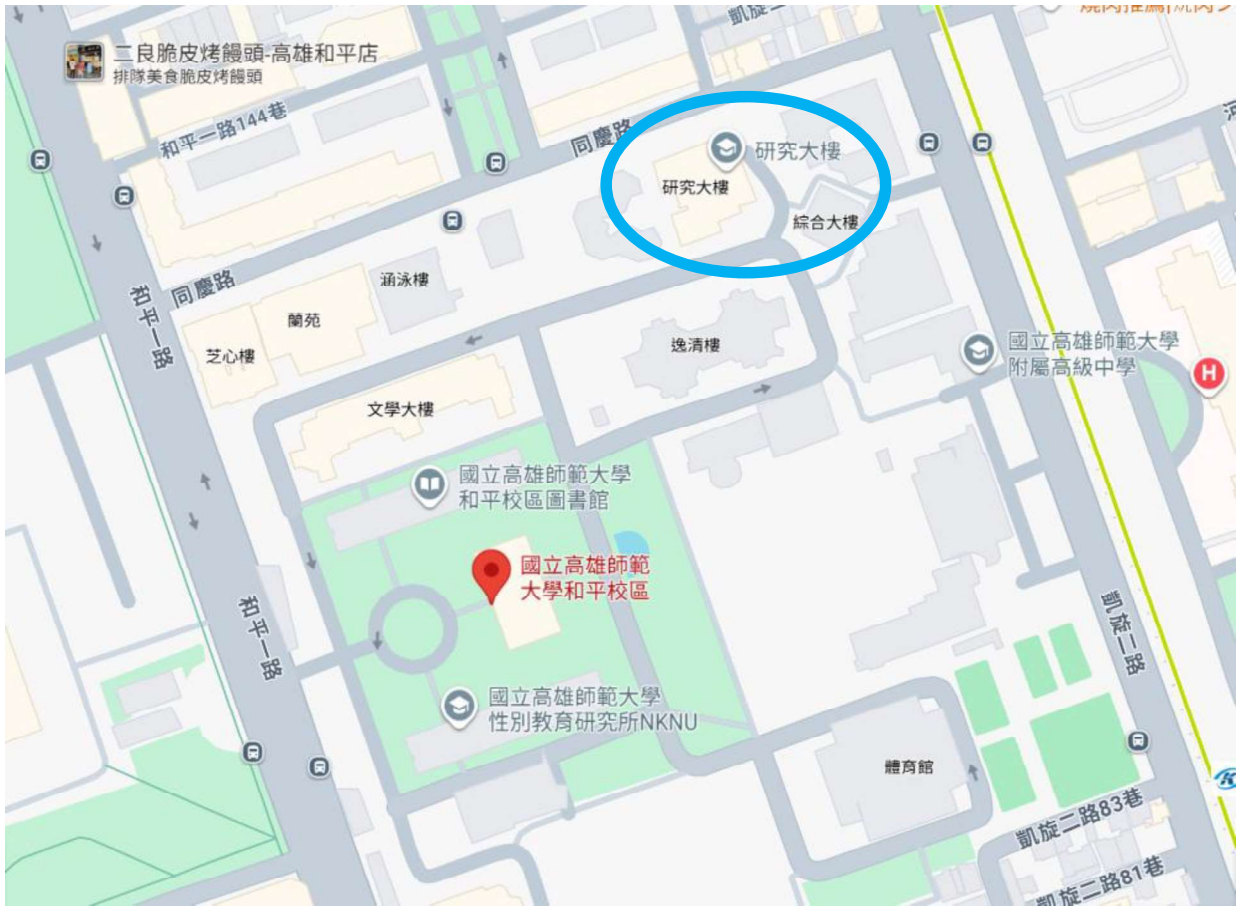 燒肉推薦
凱旋二
二良脆皮烤饅頭-高雄和平店
排隊美食脆皮烤饅頭
和平一路144巷
同慶路
河
研究大樓
研究大樓
綜合大樓
涵泳樓
同慶路
和平一路
蘭苑
芝心樓
逸清樓
國立高雄師範大學
附屬高級中學
H
文學大樓
國立高雄師範大學
和平校區圖書館
國立高雄師範
大學和平校區
和平一路
凱旋二路
國立高雄師範大學
性別教育研究所NKNU
體育館
K
凱旋二路83巷
凱旋二路81巷